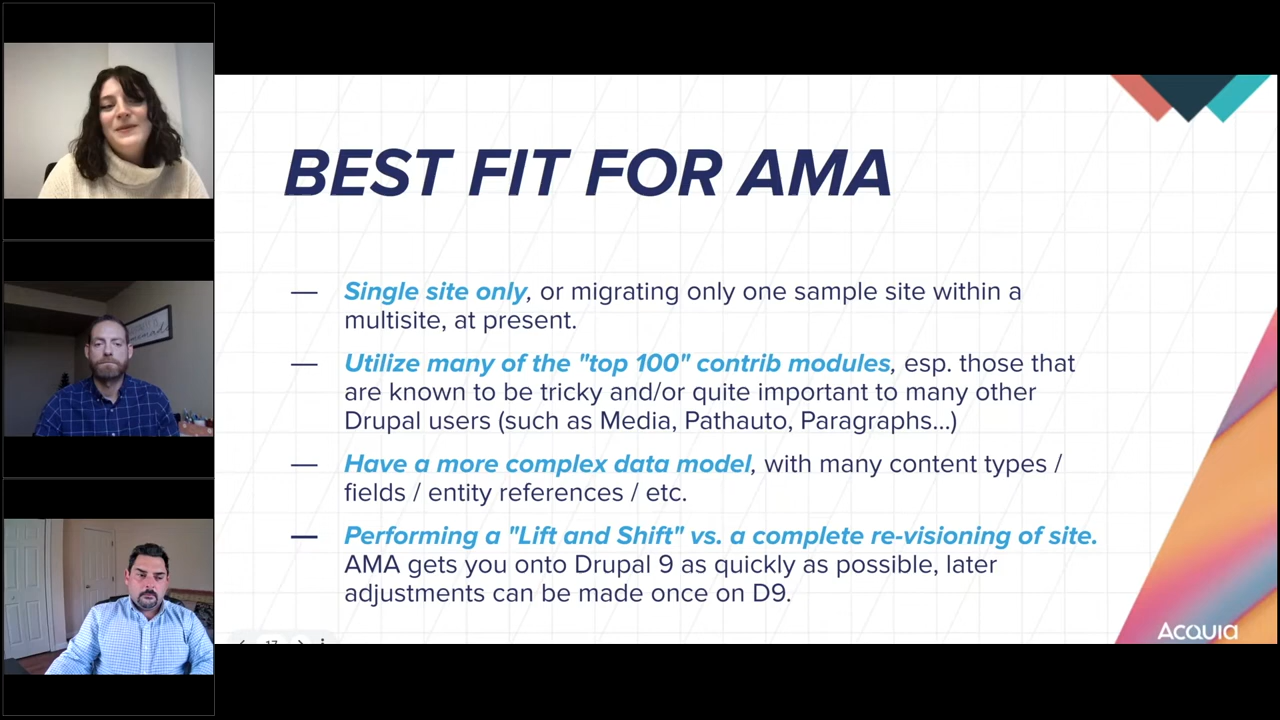 BEST FIT FOR AMA
— Single site only, or migrating only one sample site within a
multisite, at present.
— Utilize many of the "top 100" contrib modules, esp. those that
are known to be tricky and/or quite important to many other
Drupal users (such as Media, Pathauto, Paragraphs...)
— Have a more complex data model, with many content types /
fields / entity references / etc.
— Performing a "Lift and Shift" vs. a complete re-visioning of site.
AMA gets you onto Drupal 9 as quickly as possible, later
adjustments can be made once on D9.
17
Acquia